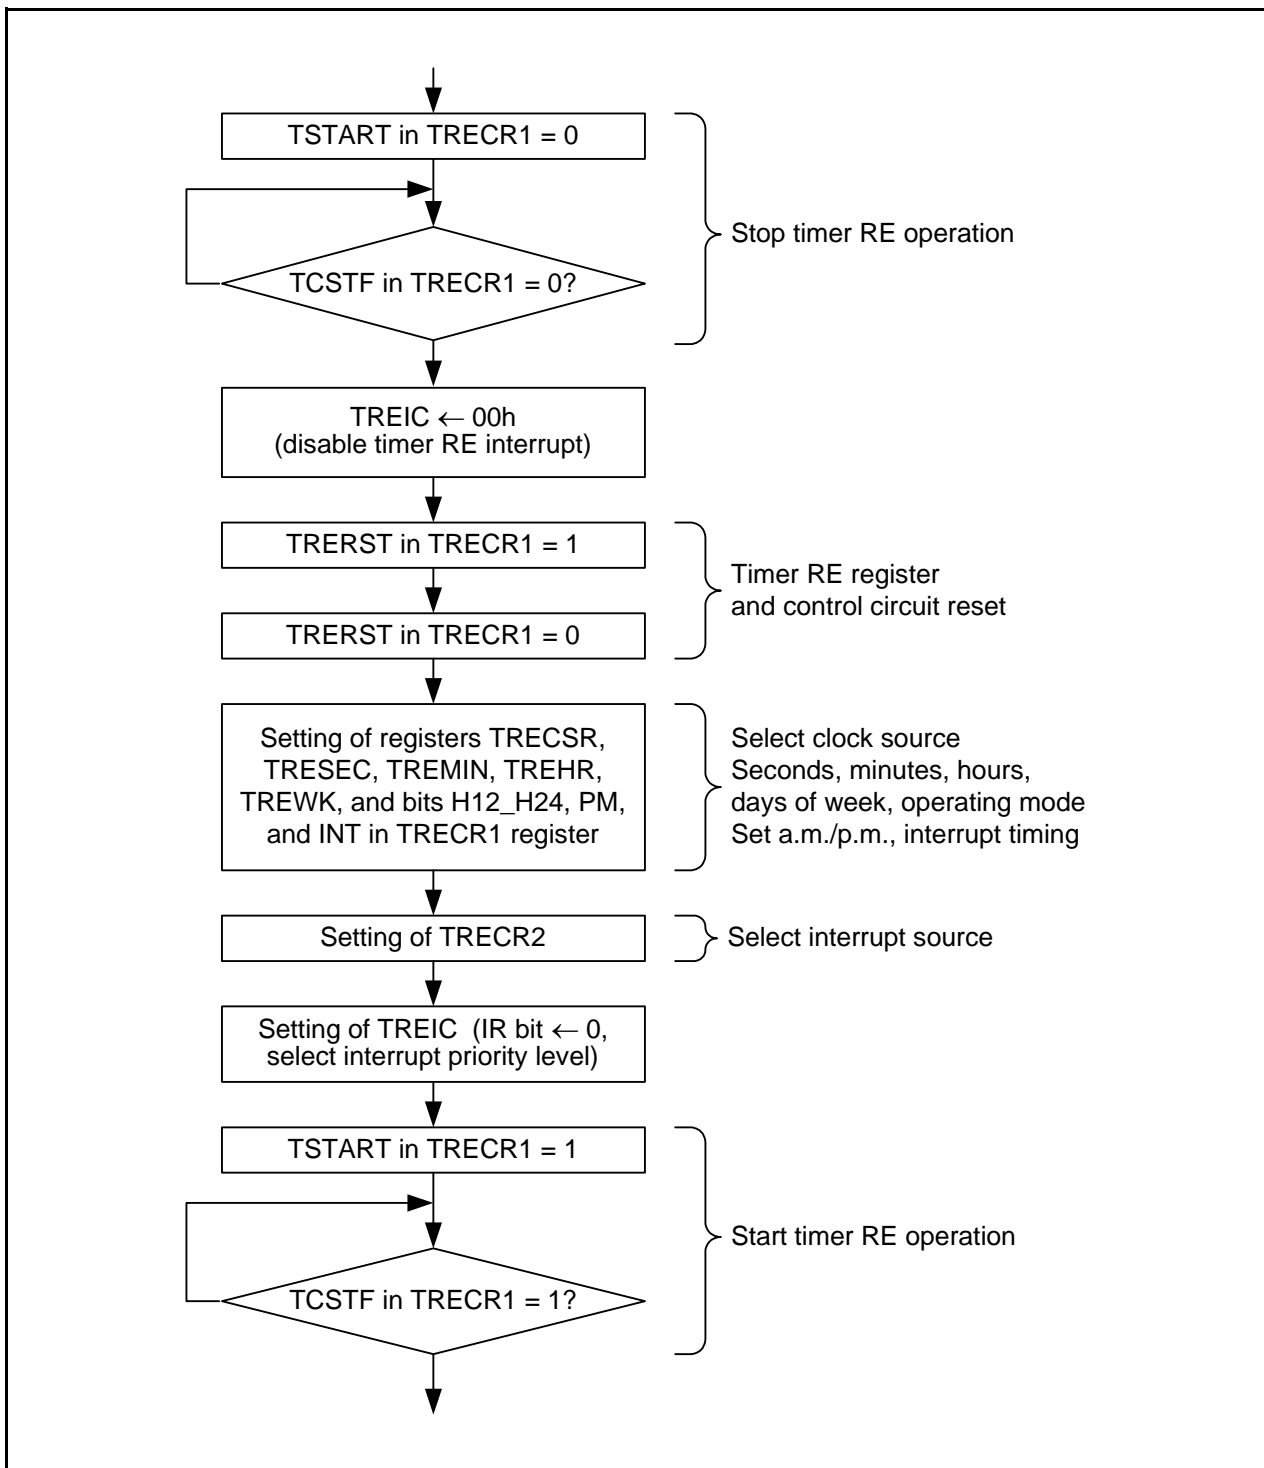 TSTART in TRECR1 = 0
TCSTF in TRECR1 = 0?
Stop timer RE operation
TREIC ← 00h
(disable timer RE interrupt)
TRERST in TRECR1 = 1
TRERST in TRECR1 = 0
Timer RE register
and control circuit reset
Setting of registers TRECSR,
TRESEC, TREMIN, TREHR,
TREWK, and bits H12_H24, PM,
and INT in TRECR1 register
Select clock source
Seconds, minutes, hours,
days of week, operating mode
Set a.m./p.m., interrupt timing
Setting of TRECR2
Select interrupt source
Setting of TREIC (IR bit ← 0,
select interrupt priority level)
TSTART in TRECR1 = 1
TCSTF in TRECR1 = 1?
Start timer RE operation